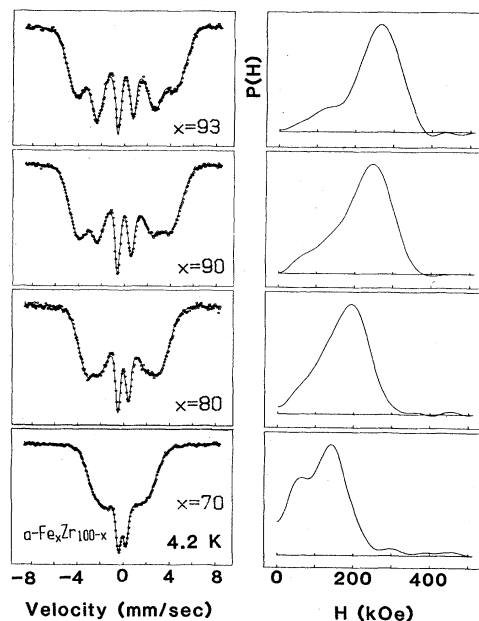 x=93
P(H)
x=90
x=80
x=70
a-FexZr100-x
4.2 K
-8 -4 0 4 8
0 200 400
Velocity (mm/sec)
H (kOe)